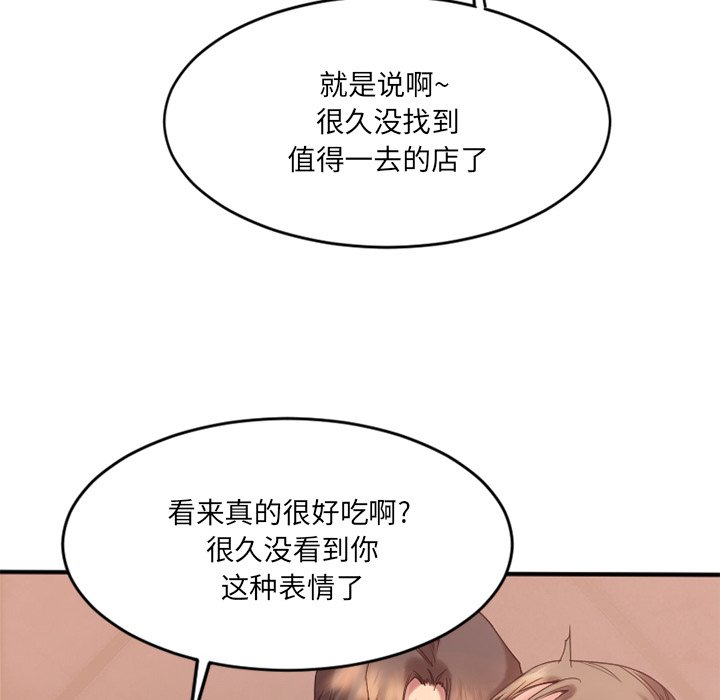 就是说啊~
很久没找到
值得一去的店了
看来真的很好吃啊?
很久没看到你
这种表情了